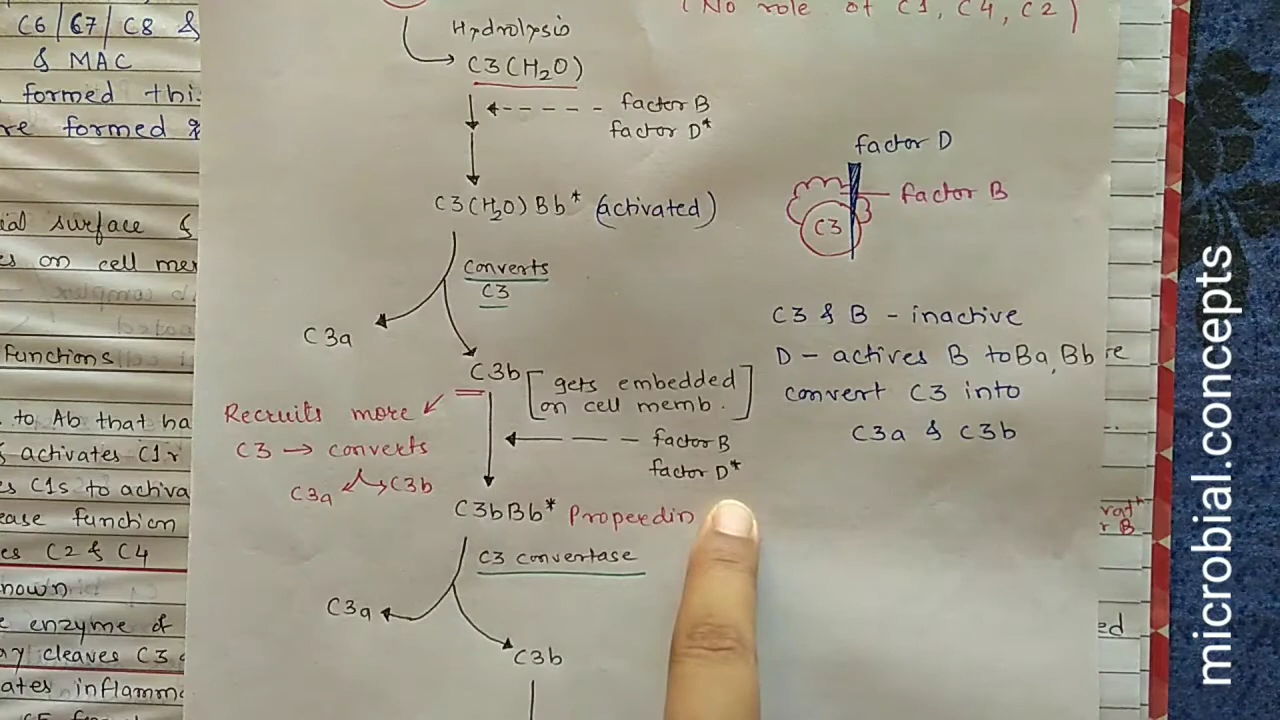 C6/C7/C8 &
& MAC
formed thi
re formed &
ial surface &
es on cell mem
Functions
to Ab that ha
& activates C1r
es C1s to activa
ease function
es C2 & C4
nown
e enzyme of
ay cleaves C3
ates inflamm
(No role of C1, C4, C2)
Hydrolysis
C3(H2O)
factor B
factor D*
C3(H2O)Bb* (activated)
Converts
C3
C3a
C3b [gets embedded
on cell memb.]
Recruits more
C3 → converts
C3a C3b
factor B
factor D*
C3bBb* Properdin
C3 convertase
C3a
C3b
factor D
factor B
C3
C3 & B - inactive
D - actives B to Ba, Bb
convert C3 into
C3a & C3b
re
r B
ed
microbial.concepts